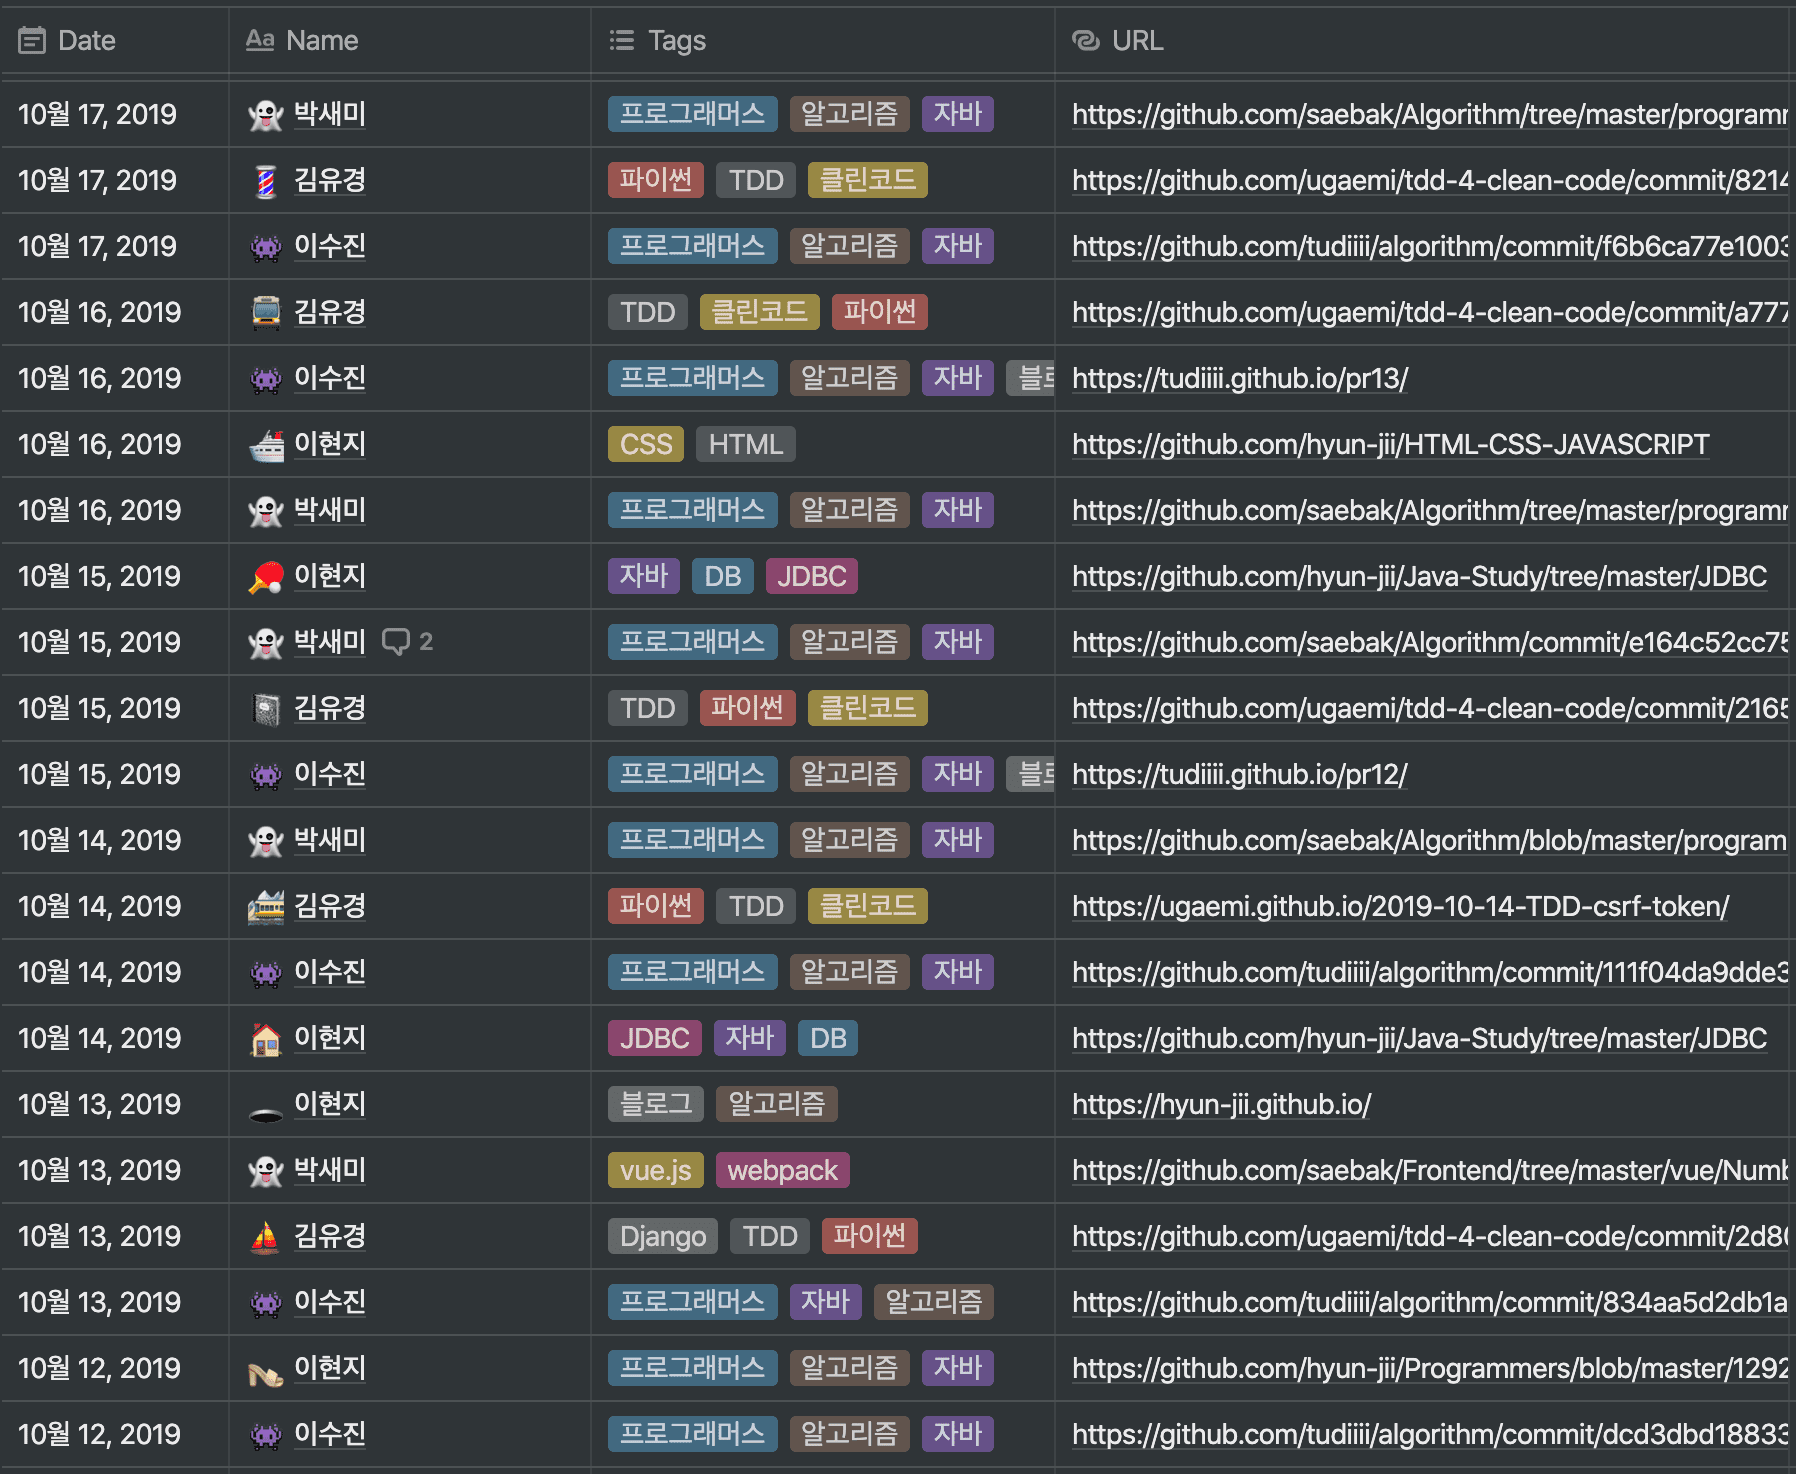 Date Name Tags URL
10월 17, 2019 박새미 프로그래머스 알고리즘 자바 https://github.com/saebak/Algorithm/tree/master/program
10월 17, 2019 김유경 파이썬 TDD 클린코드 https://github.com/ugaemi/tdd-4-clean-code/commit/8214
10월 17, 2019 이수진 프로그래머스 알고리즘 자바 https://github.com/tudiiii/algorithm/commit/f6b6ca77e1003
10월 16, 2019 김유경 TDD 클린코드 파이썬 https://github.com/ugaemi/tdd-4-clean-code/commit/a777
10월 16, 2019 이수진 프로그래머스 알고리즘 자바 블로 https://tudiiii.github.io/pr13/
10월 16, 2019 이현지 CSS HTML https://github.com/hyun-jii/HTML-CSS-JAVASCRIPT
10월 16, 2019 박새미 프로그래머스 알고리즘 자바 https://github.com/saebak/Algorithm/tree/master/program
10월 15, 2019 이현지 자바 DB JDBC https://github.com/hyun-jii/Java-Study/tree/master/JDBC
10월 15, 2019 박새미 2 프로그래머스 알고리즘 자바 https://github.com/saebak/Algorithm/commit/e164c52cc75
10월 15, 2019 김유경 TDD 파이썬 클린코드 https://github.com/ugaemi/tdd-4-clean-code/commit/2165
10월 15, 2019 이수진 프로그래머스 알고리즘 자바 블로 https://tudiiii.github.io/pr12/
10월 14, 2019 박새미 프로그래머스 알고리즘 자바 https://github.com/saebak/Algorithm/blob/master/program
10월 14, 2019 김유경 파이썬 TDD 클린코드 https://ugaemi.github.io/2019-10-14-TDD-csrf-token/
10월 14, 2019 이수진 프로그래머스 알고리즘 자바 https://github.com/tudiiii/algorithm/commit/111f04da9dde3
10월 14, 2019 이현지 JDBC 자바 DB https://github.com/hyun-jii/Java-Study/tree/master/JDBC
10월 13, 2019 이현지 블로그 알고리즘 https://hyun-jii.github.io/
10월 13, 2019 박새미 vue.js webpack https://github.com/saebak/Frontend/tree/master/vue/Numb
10월 13, 2019 김유경 Django TDD 파이썬 https://github.com/ugaemi/tdd-4-clean-code/commit/2d80
10월 13, 2019 이수진 프로그래머스 자바 알고리즘 https://github.com/tudiiii/algorithm/commit/834aa5d2db1a
10월 12, 2019 이현지 프로그래머스 알고리즘 자바 https://github.com/hyun-jii/Programmers/blob/master/1292
10월 12, 2019 이수진 프로그래머스 알고리즘 자바 https://github.com/tudiiii/algorithm/commit/dcd3dbd18833